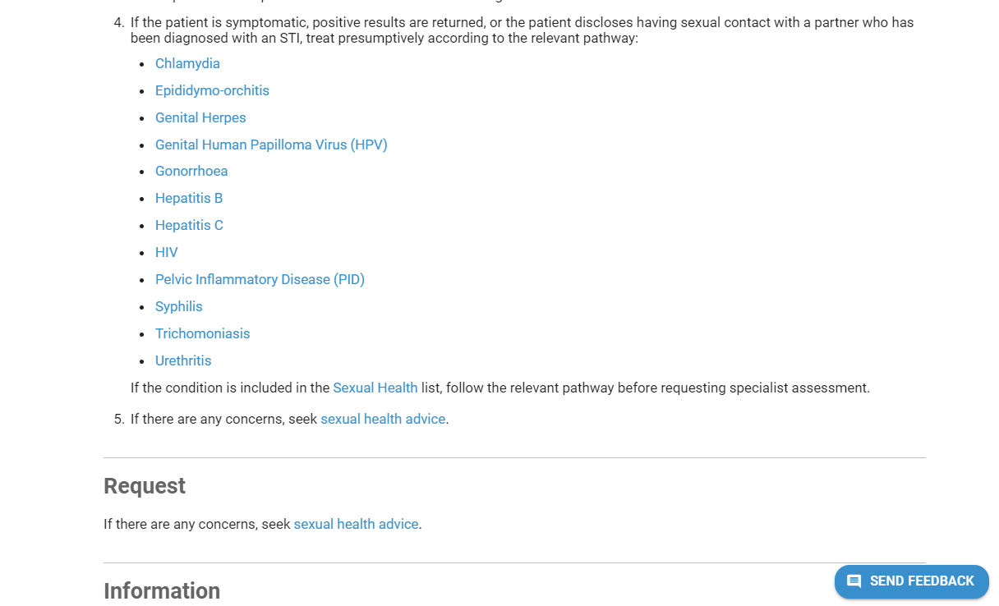 4. If the patient is symptomatic, positive results are returned, or the patient discloses having sexual contact with a partner who has
been diagnosed with an STI, treat presumptively according to the relevant pathway:
• Chlamydia
• Epididymo-orchitis
• Genital Herpes
• Genital Human Papilloma Virus (HPV)
• Gonorrhoea
• Hepatitis B
• Hepatitis C
• HIV
• Pelvic Inflammatory Disease (PID)
• Syphilis
• Trichomoniasis
• Urethritis
If the condition is included in the Sexual Health list, follow the relevant pathway before requesting specialist assessment.
5. If there are any concerns, seek sexual health advice.
Request
If there are any concerns, seek sexual health advice.
Information
SEND FEEDBACK